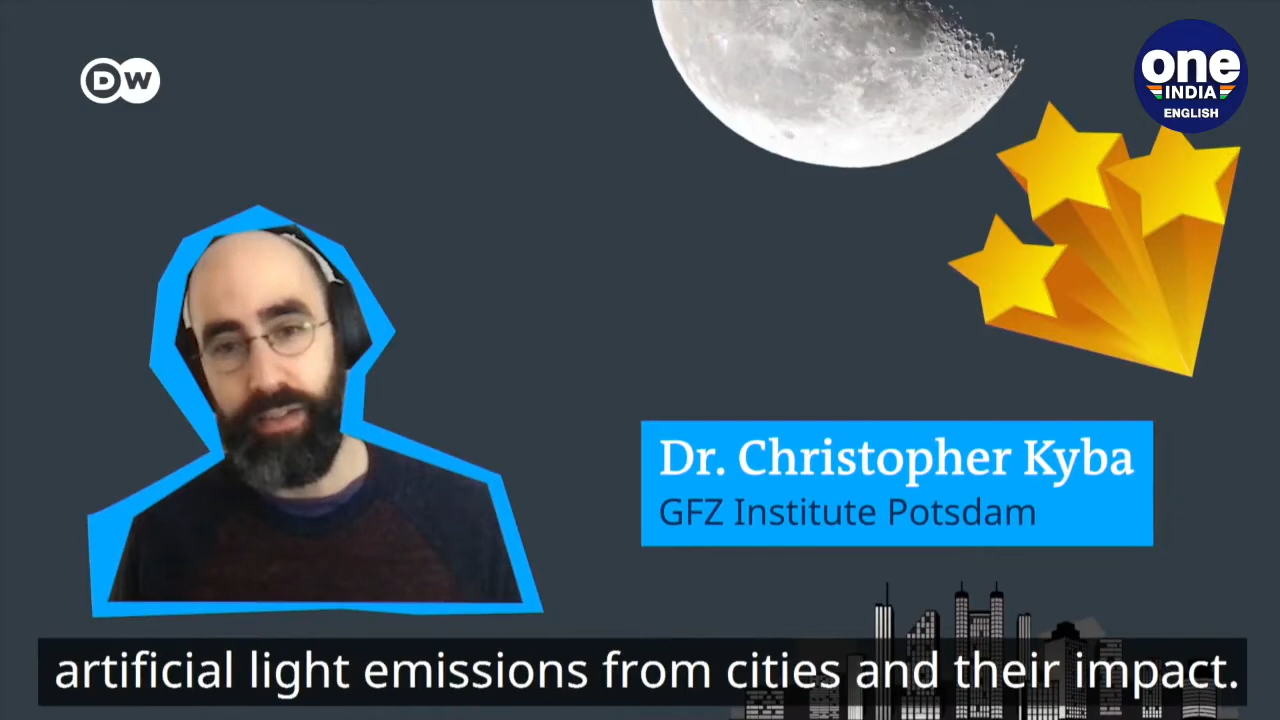 DW
one
INDIA
ENGLISH
Dr. Christopher Kyba
GFZ Institute Potsdam
artificial light emissions from cities and their impact.